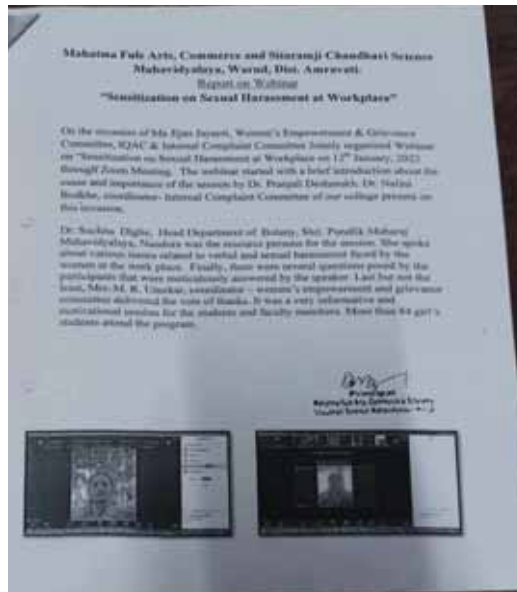 Mahatma Fule Arts, Commerce and Sitaramji Chaudhari Science
Mahavidyalaya, Warud, Dist. Amravati.
Report on Webinar
"Sensitization on Sexual Harassment at Workplace"
On the invasion of Ma Jijau Jayanti, Women's Empowerment & Grievance
Committee, IQAC & Internal Complaint Committee Jointly organized Webinar
on "Sensitization on Sexual Harassment at Workplace on 12th January, 2022
through Zoom Meeting. The webinar started with a brief introduction about the
cause and importance of the session by Dr. Pranjali Deshmukh. Dr. Nalini
Bodkhe, coordinator- Internal Complaint Committee of our college present on
this invasion.
Dr. Suchita Dighe, Head Department of Botany, Shri. Pundlik Maharaj
Mahavidyalaya, Nandura was the resource persons for the session. She spoke
about various issues related to verbal and sexual harassment faced by the
women at the work place. Finally, there were several questions posed by the
participants that were meticulously answered by the speaker. Last but not the
least, Mrs. M. R. coordinator – women's empowerment and grievance
committee delivered the vote of thanks. It was a very informative and
motivational session for the students and faculty members. More than 84 girl's
students attend the program.